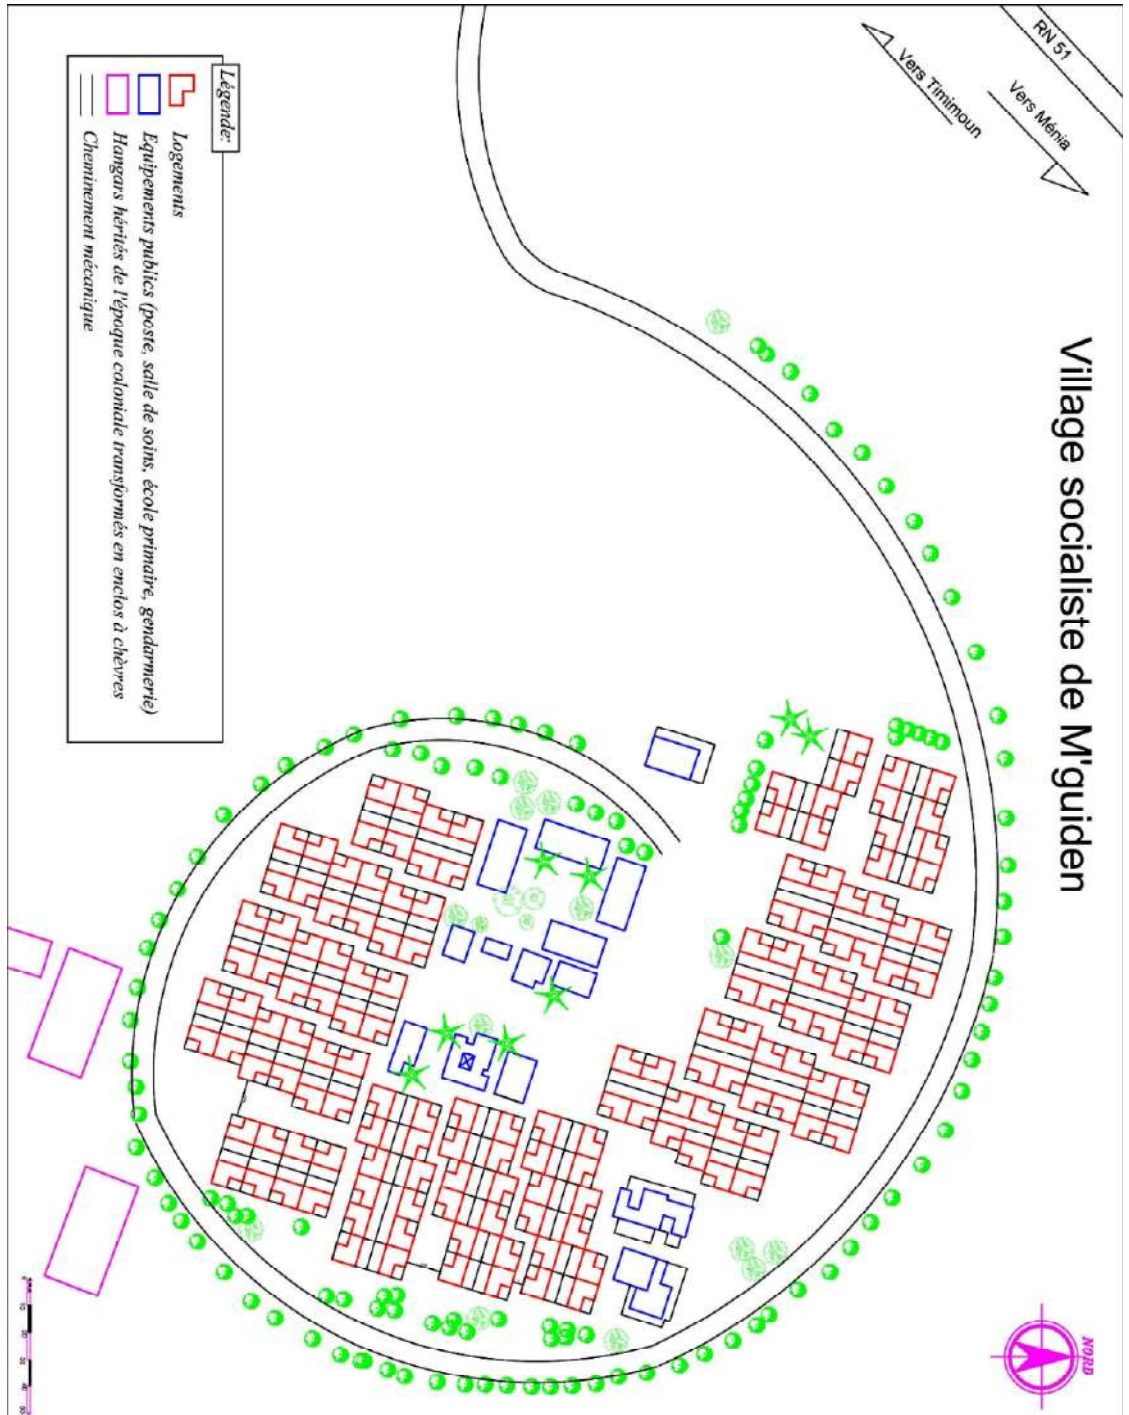 Village socialiste de M'guiden
RN 51
Vers Ménia
Vers Timimoun
Légende:
Logements
Equipements publics (poste, salle de soins, école primaire, gendarmerie)
Hangars hérités de l'époque coloniale transformés en enclos à chèvres
Cheminement mécanique
NORD